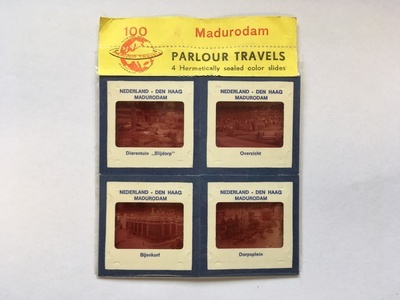 100 Madurodam
PARLOUR TRAVELS
4 Hermetically sealed color slides
NEDERLAND - DEN HAAG
MADURODAM
Dierentuin „Blijdorp"
NEDERLAND - DEN HAAG
MADURODAM
Overzicht
NEDERLAND - DEN HAAG
MADURODAM
Bijenkorf
NEDERLAND - DEN HAAG
MADURODAM
Dorpsplein